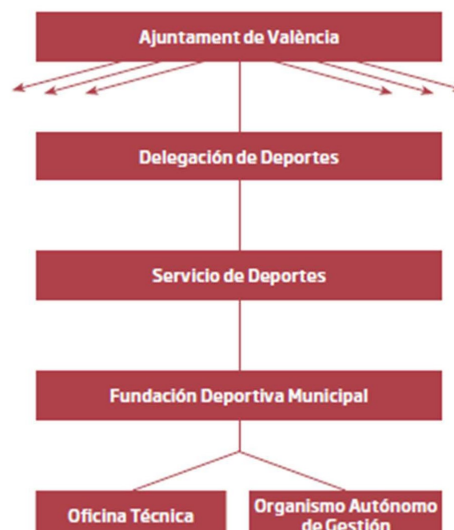 Ajuntament de València
Delegación de Deportes
Servicio de Deportes
Fundación Deportiva Municipal
Oficina Técnica
Organismo Autónomo
de Gestión